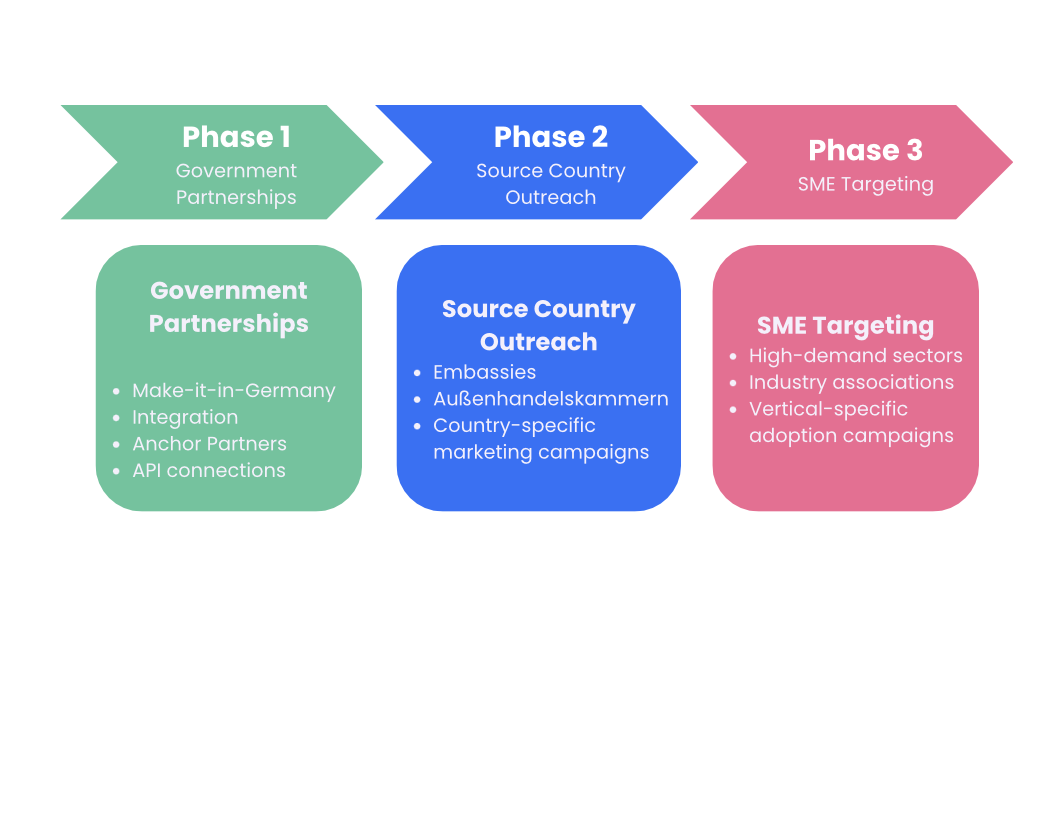 Phase 1
Government
Partnerships
Phase 2
Source Country
Outreach
Phase 3
SME Targeting
Government
Partnerships
• Make-it-in-Germany
• Integration
• Anchor Partners
• API connections
Source Country
Outreach
• Embassies
• Außenhandelskammern
• Country-specific
marketing campaigns
SME Targeting
• High-demand sectors
• Industry associations
• Vertical-specific
adoption campaigns